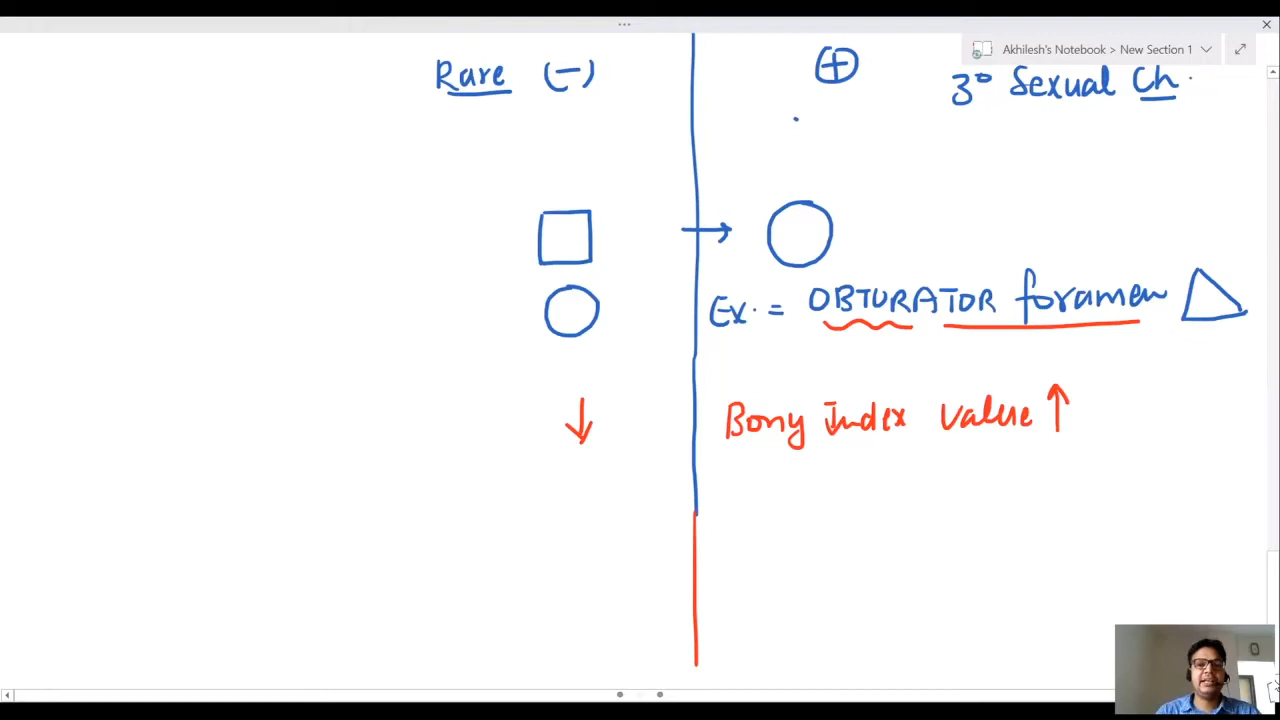 Akhilesh's Notebook > New Section 1
Rare (-)
+
3° Sexual Ch.
Ex. = OBTURATOR foramen
↓ Bony Index Value ↑